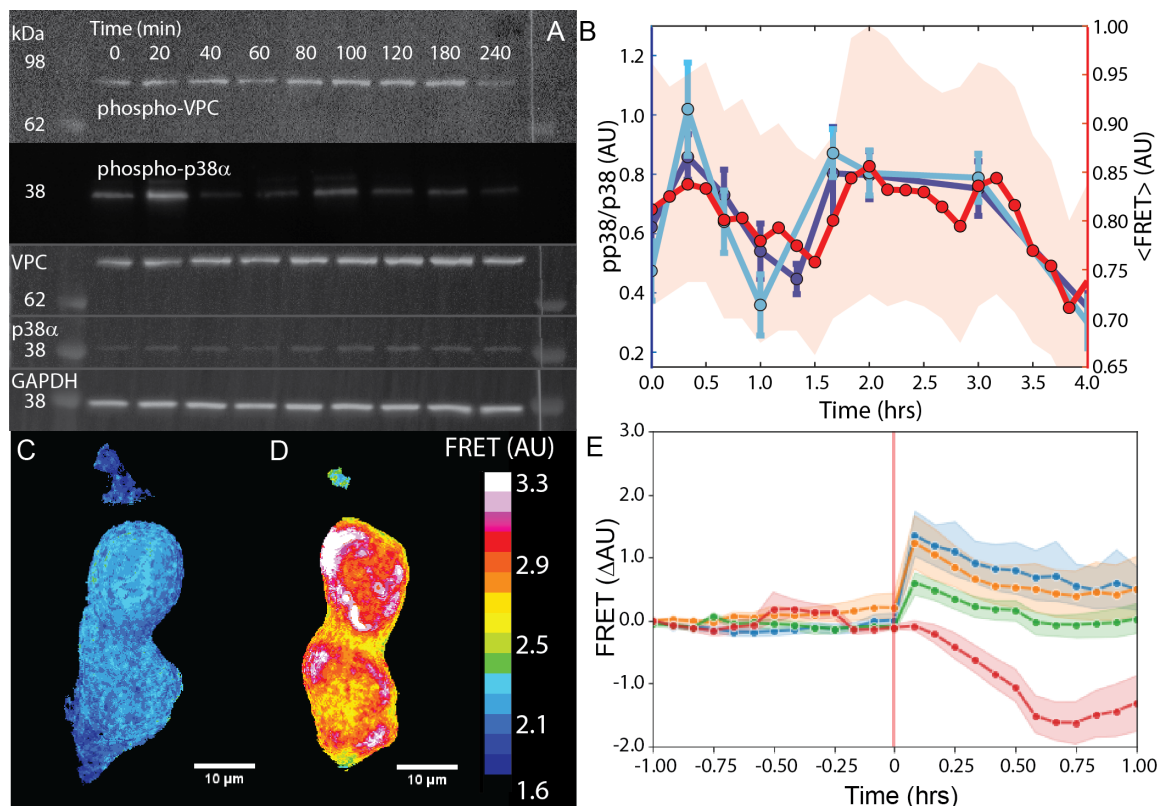 kDa
Time (min)
A
98
0 20 40 60 80 100 120 180 240
phospho-VPC
62
phospho-p38α
38
VPC
62
p38α
38
GAPDH
38
B
1.2
1.0
0.8
0.6
0.4
0.2
pp38/p38 (AU)
1.00
0.95
0.90
0.85
0.80
0.75
0.70
0.65
<FRET> (AU)
0.0 0.5 1.0 1.5 2.0 2.5 3.0 3.5 4.0
Time (hrs)
C
10 µm
D
10 µm
FRET (AU)
3.3
2.9
2.5
2.1
1.6
E
3.0
2.0
1.0
0.0
-1.0
-2.0
FRET (ΔAU)
-1.00 -0.75 -0.50 -0.25 0 0.25 0.50 0.75 1.00
Time (hrs)